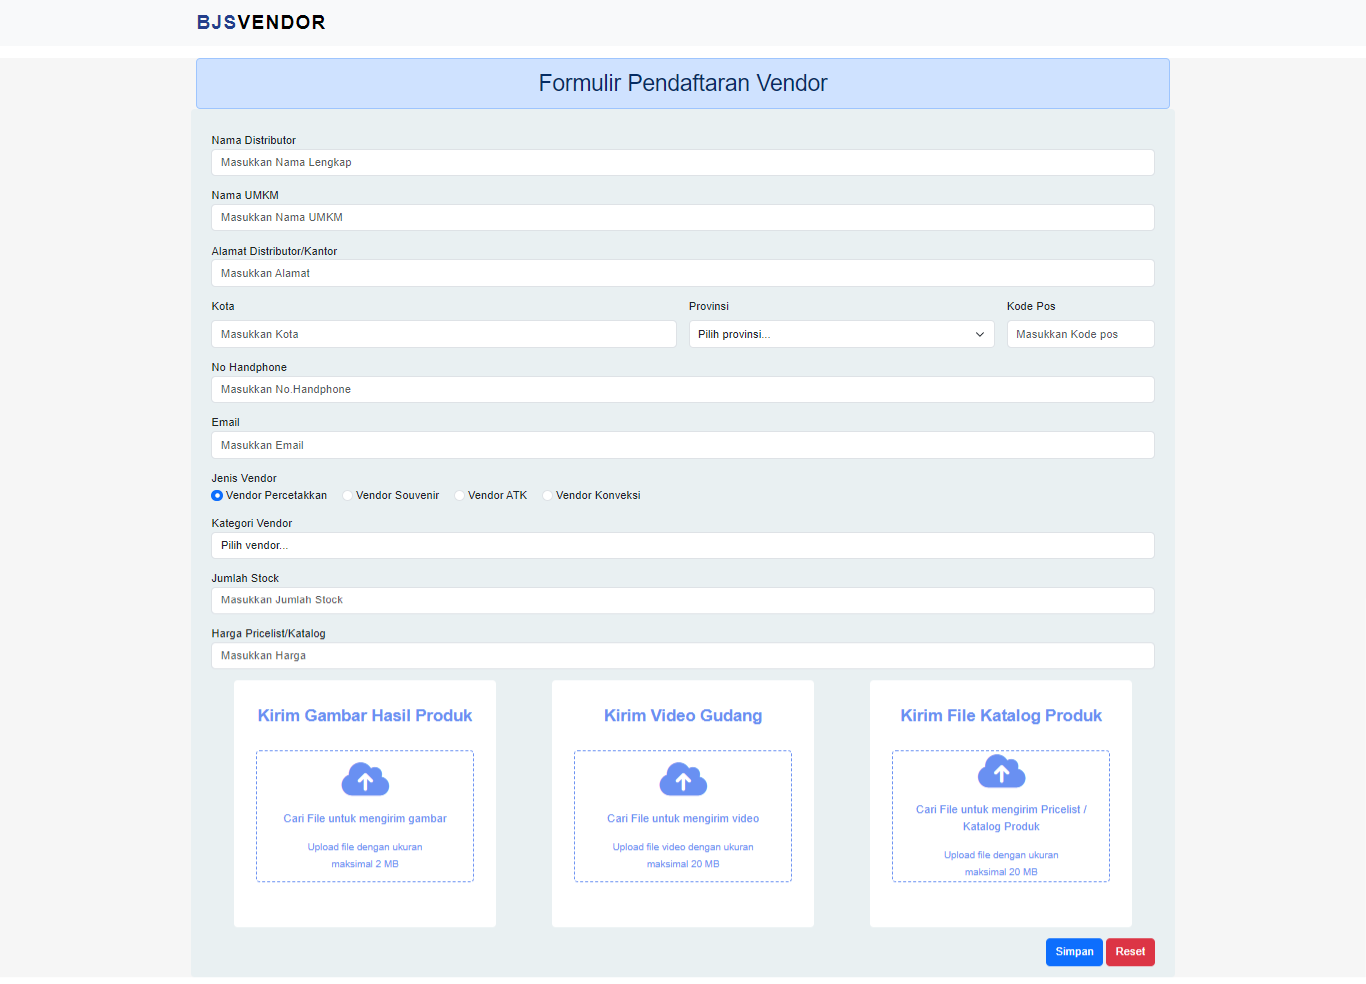 BJSVENDOR
Formulir Pendaftaran Vendor
Nama Distributor
Masukkan Nama Lengkap
Nama UMKM
Masukkan Nama UMKM
Alamat Distributor/Kantor
Masukkan Alamat
Kota Provinsi Kode Pos
Masukkan Kota Pilih provinsi... Masukkan Kode pos
No Handphone
Masukkan No.Handphone
Email
Masukkan Email
Jenis Vendor
Vendor Percetakkan Vendor Souvenir Vendor ATK Vendor Konveksi
Kategori Vendor
Pilih vendor...
Jumlah Stock
Masukkan Jumlah Stock
Harga Pricelist/Katalog
Masukkan Harga
Kirim Gambar Hasil Produk
Cari File untuk mengirim gambar
Upload file dengan ukuran
maksimal 2 MB
Kirim Video Gudang
Cari File untuk mengirim video
Upload file video dengan ukuran
maksimal 20 MB
Kirim File Katalog Produk
Cari File untuk mengirim Pricelist /
Katalog Produk
Upload file dengan ukuran
maksimal 20 MB
Simpan Reset